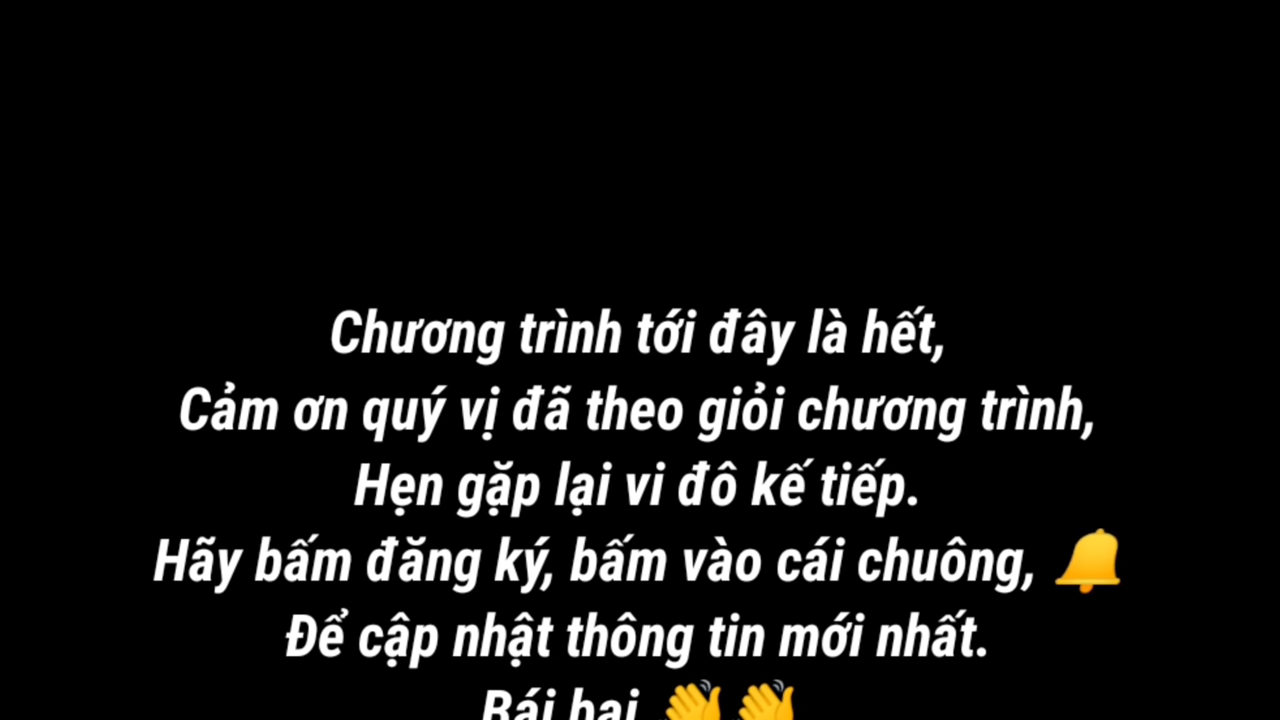 Chương trình tới đây là hết,
Cảm ơn quý vị đã theo giỏi chương trình,
Hẹn gặp lại vi đô kế tiếp.
Hãy bấm đăng ký, bấm vào cái chuông, 🔔
Để cập nhật thông tin mới nhất.
Bái bai 👋👋